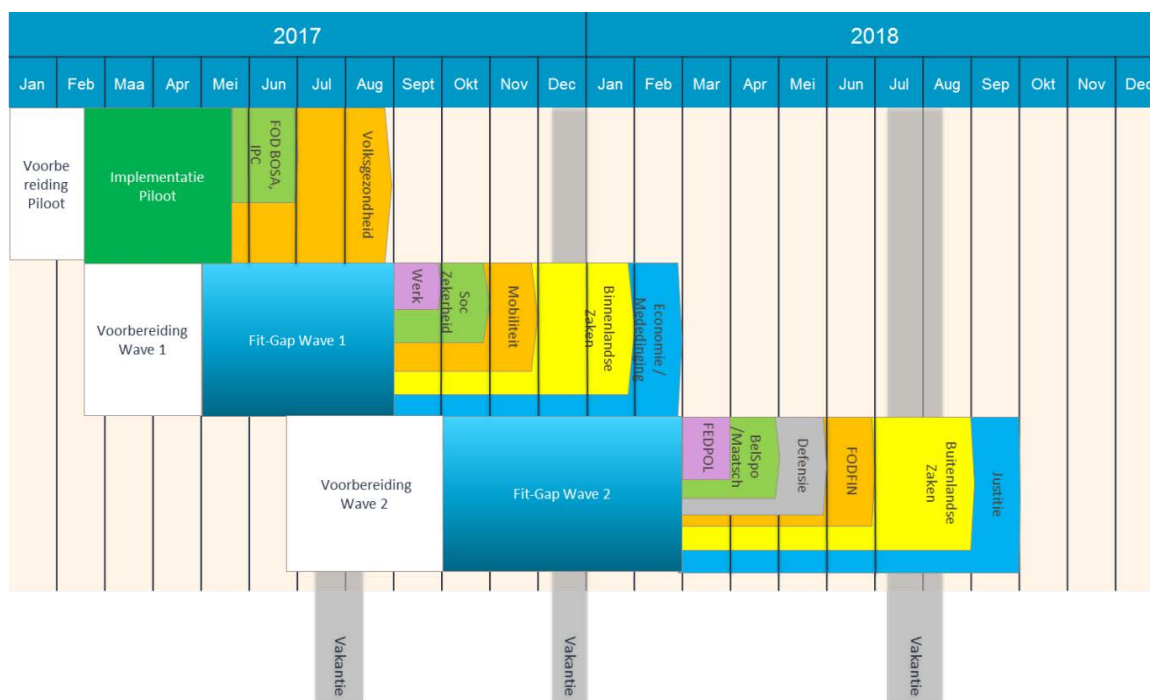 2017
2018
Jan
Feb
Maa
Apr
Mei
Jun
Jul
Aug
Sept
Okt
Nov
Dec
Jan
Feb
Mar
Apr
Mei
Jun
Jul
Aug
Sep
Okt
Nov
Dec
Voorbe
reiding
Piloot
Implementatie
Piloot
FOD BOSA,
IPC
Volksgezondheid
Voorbereiding
Wave 1
Fit-Gap Wave 1
Werk
Soc
Zekerheid
Mobiliteit
Binnenlandse
Zaken
Economie /
Mededinging
Voorbereiding
Wave 2
Fit-Gap Wave 2
FEDPOL
BelSpo
/Maatsch
Defensie
FODFIN
Buitenlandse
Zaken
Justitie
Vakantie
Vakantie
Vakantie